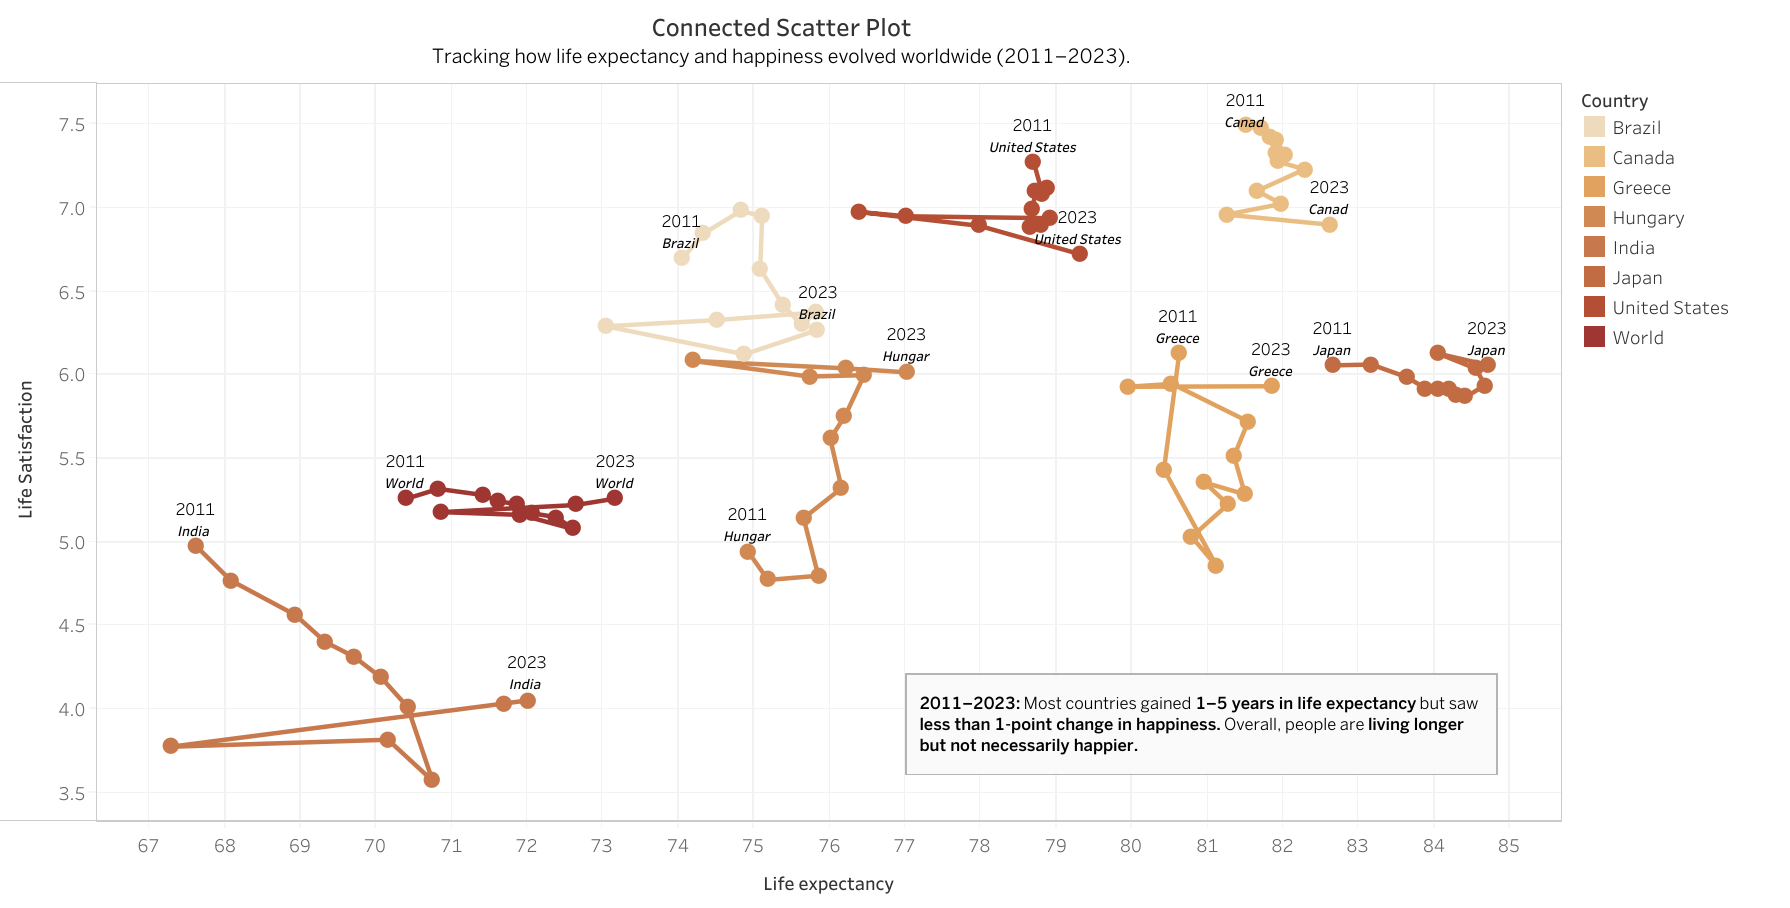 Connected Scatter Plot
Tracking how life expectancy and happiness evolved worldwide (2011–2023).
Country
Brazil
Canada
Greece
Hungary
India
Japan
United States
World
Life Satisfaction
7.5
7.0
6.5
6.0
5.5
5.0
4.5
4.0
3.5
2011
Canad
2011
United States
2023
Canad
2011
Brazil
2023
United States
2023
Brazil
2011
Greece
2011
Japan
2023
Japan
2023
Hungar
2023
Greece
2011
World
2023
World
2011
India
2011
Hungar
2023
India
2011–2023: Most countries gained 1–5 years in life expectancy but saw
less than 1-point change in happiness. Overall, people are living longer
but not necessarily happier.
67 68 69 70 71 72 73 74 75 76 77 78 79 80 81 82 83 84 85
Life expectancy